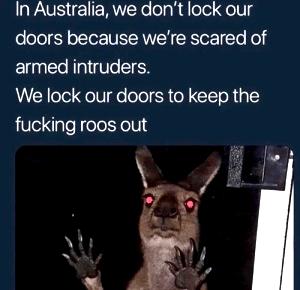 In Australia, we don't lock our
doors because we're scared of
armed intruders.
We lock our doors to keep the
fucking roos out